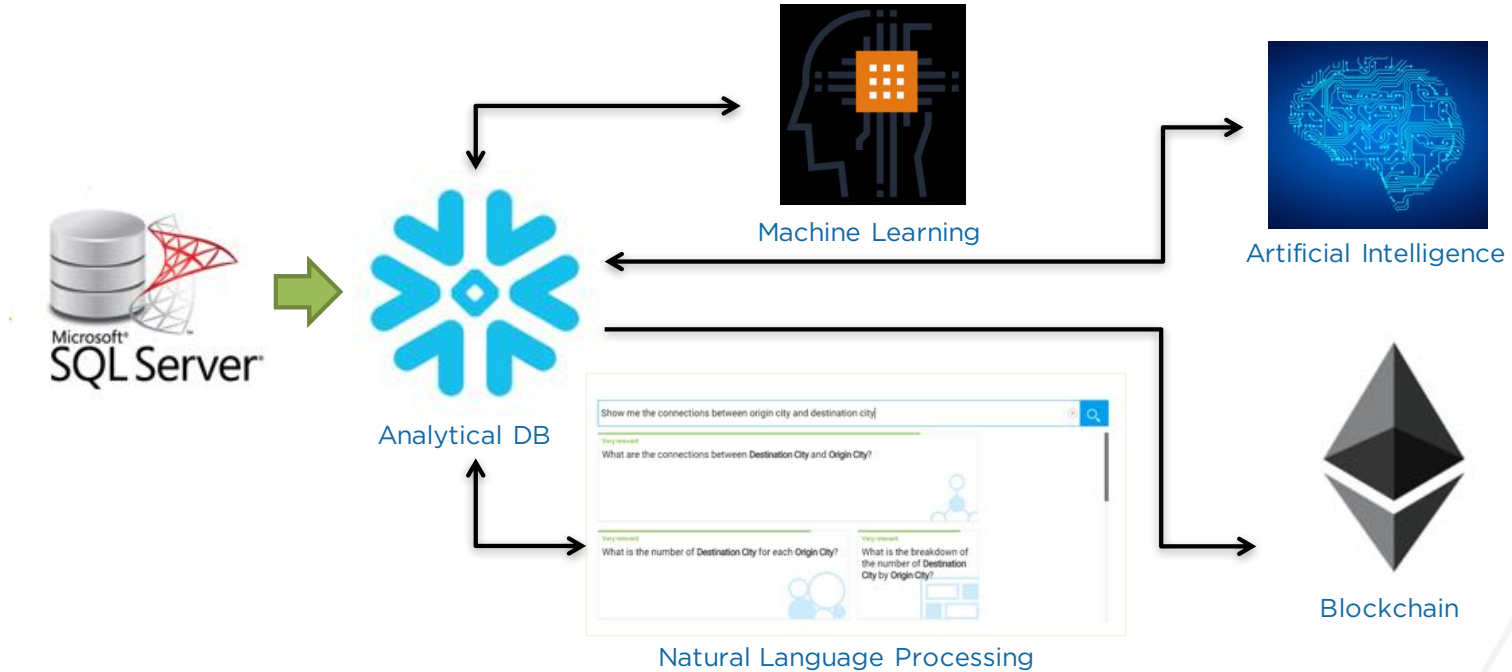 Machine Learning
Artificial Intelligence
Microsoft®
SQL Server®
Analytical DB
Show me the connections between origin city and destination city
Very relevant
What are the connections between Destination City and Origin City?
Very relevant
What is the number of Destination City for each Origin City?
Very relevant
What is the breakdown of
the number of Destination
City by Origin City?
Blockchain
Natural Language Processing